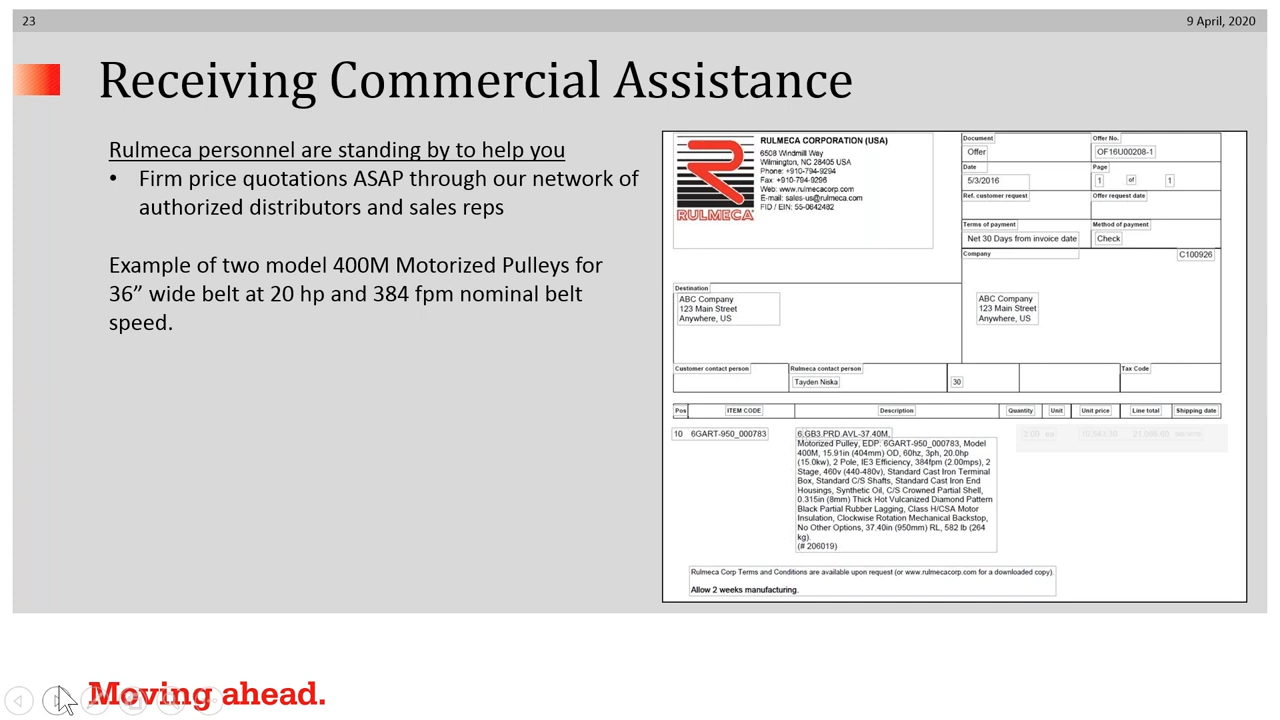 23
9 April, 2020
Receiving Commercial Assistance
Rulmeca personnel are standing by to help you
• Firm price quotations ASAP through our network of
authorized distributors and sales reps
Example of two model 400M Motorized Pulleys for
36” wide belt at 20 hp and 384 fpm nominal belt
speed.
RULMECA
RULMECA CORPORATION (USA)
6508 Windmill Way
Wilmington, NC 28405 USA
Phone: +910-794-9294
Fax: +910-794-9296
Web: www.rulmecacorp.com
E-mail: sales-us@rulmeca.com
FID / EIN: 55-0842482
Document
Offer No.
Offer
OF16U00208-1
Date
Page
5/3/2016
1 of 1
Ref. customer request
Offer request date
Terms of payment
Method of payment
Net 30 Days from invoice date
Check
Company
C100926
Destination
ABC Company
123 Main Street
Anywhere, US
ABC Company
123 Main Street
Anywhere, US
Customer contact person
Rulmeca contact person
Tax Code
Tayden Niska
30
Pos ITEM CODE Description Quantity Unit Unit price Line total Shipping date
10 6GART-950_000783 6.GB3.PRD.AVL-37.40M,
Motorized Pulley, EDP: 6GART-950_000783, Model
400M, 15.91in (404mm) OD, 60hz, 3ph, 20.0hp
(15.0kw), 2 Pole, IE3 Efficiency, 384fpm (2.00mps), 2
Stage, 460v (440-480v), Standard Cast Iron Terminal
Box, Standard C/S Shafts, Standard Cast Iron End
Housings, Synthetic Oil, C/S Crowned Partial Shell,
0.315in (8mm) Thick Hot Vulcanized Diamond Pattern
Black Partial Rubber Lagging, Class H/CSA Motor
Insulation, Clockwise Rotation Mechanical Backstop,
No Other Options, 37.40in (950mm) RL, 582 lb (264
kg).
(# 206019)
Rulmeca Corp Terms and Conditions are available upon request (or www.rulmecacorp.com for a downloaded copy).
Allow 2 weeks manufacturing.
Moving ahead.